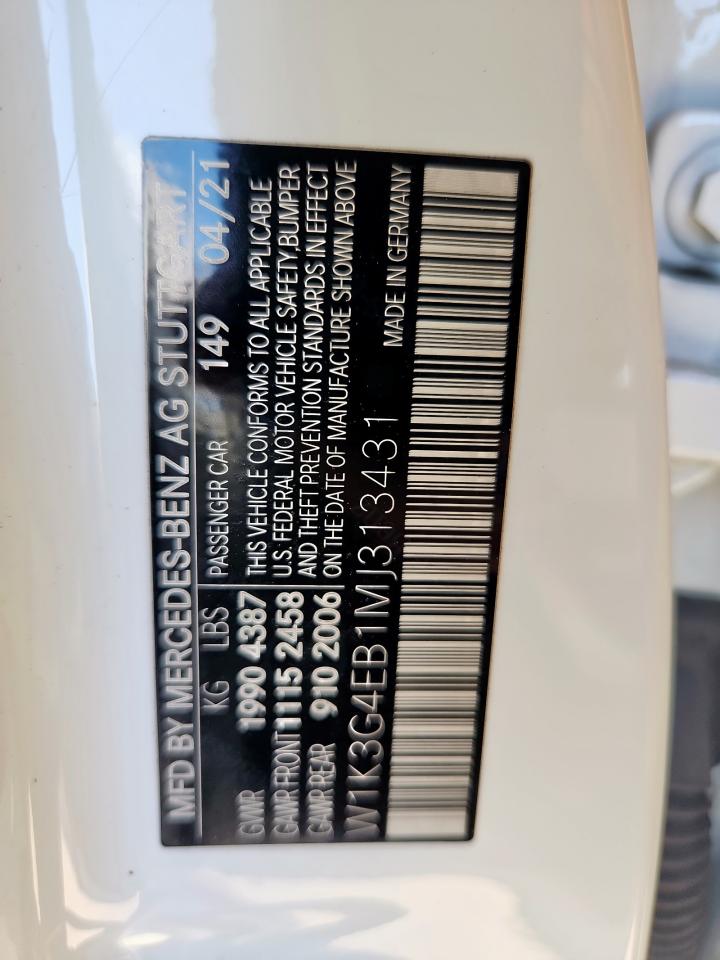 MFD BY MERCEDES-BENZ AG STUTTGART
KG LBS PASSENGER CAR 149 04/21
GVWR 1990 4387 THIS VEHICLE CONFORMS TO ALL APPLICABLE
GAWR FRONT 1115 2458 U.S. FEDERAL MOTOR VEHICLE SAFETY,BUMPER
GAWR REAR 910 2006 AND THEFT PREVENTION STANDARDS IN EFFECT
ON THE DATE OF MANUFACTURE SHOWN ABOVE
W1K3G4EB1MJ313431 MADE IN GERMANY